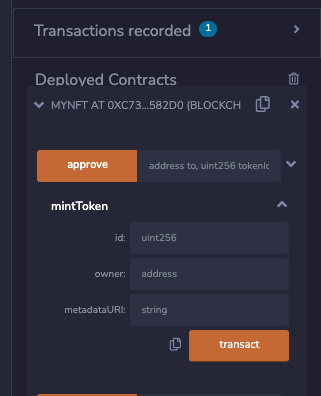 Transactions recorded 1
Deployed Contracts
MYNFT AT 0XC73...582D0 (BLOCKCH
approve address to, uint256 tokenId
mintToken
id: uint256
owner: address
metadataURI: string
transact